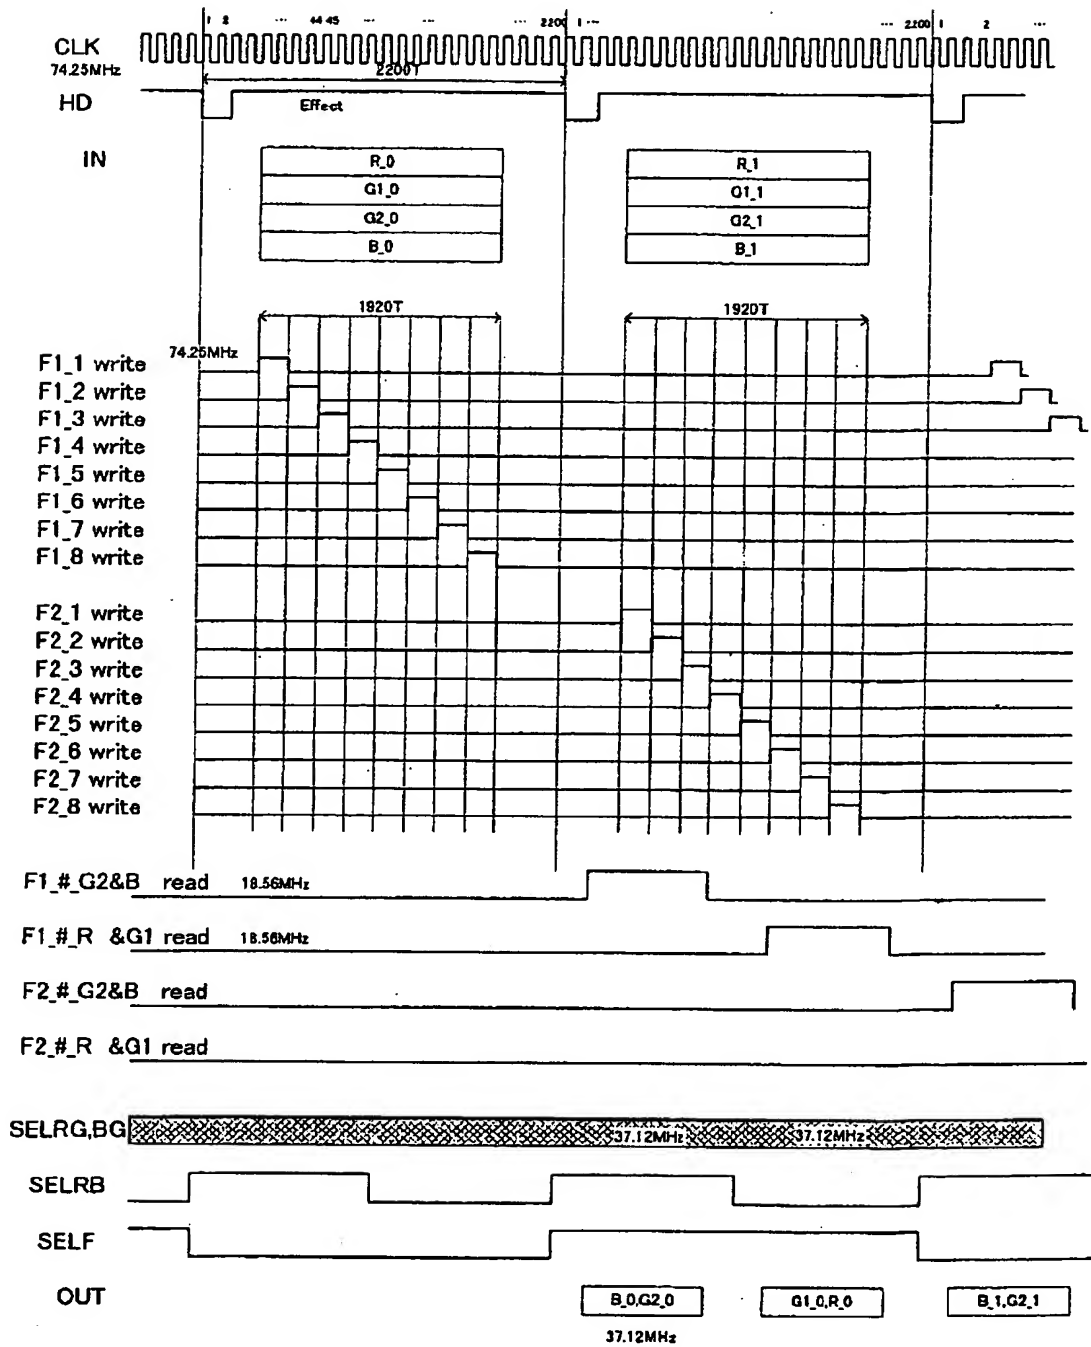 1 2 ... 44 45 ... ... ... 2200 1 ... ... 2200 1 2 ...
CLK
74.25MHz
2200T
HD
Effect
IN
R_0 R_1
G1_0 G1_1
G2_0 G2_1
B_0 B_1
1920T 1920T
74.25MHz
F1_1 write
F1_2 write
F1_3 write
F1_4 write
F1_5 write
F1_6 write
F1_7 write
F1_8 write
F2_1 write
F2_2 write
F2_3 write
F2_4 write
F2_5 write
F2_6 write
F2_7 write
F2_8 write
F1_#_G2&B read 18.56MHz
F1_#_R &G1 read 18.56MHz
F2_#_G2&B read
F2_#_R &G1 read
SELRG,BG 37.12MHz 37.12MHz
SELRB
SELF
OUT B_0,G2_0 G1_0,R_0 B_1,G2_1
37.12MHz